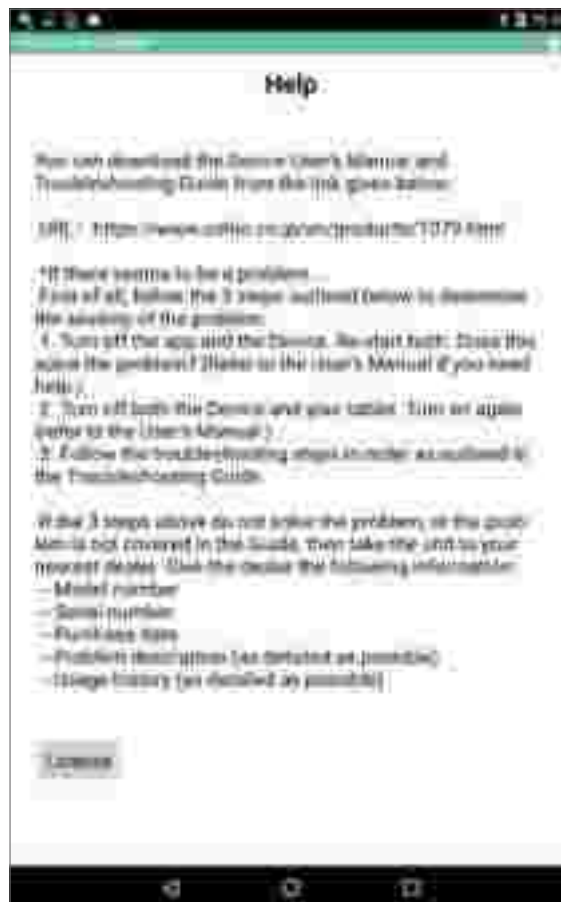 Help
You can download the Device User's Manual and
Troubleshooting Guide from the link given below.
URL : https://www. /products/1079.html
*If there seems to be a problem...
First of all, follow the 3 steps outlined below to determine
the severity of the problem.
1. Turn off the app and the Device. Re-start both. Does this
solve the problem? (Refer to the User's Manual if you need
help.)
2. Turn off both the Device and your tablet. Turn on again
(refer to the User's Manual.)
3. Follow the troubleshooting steps in order as outlined in
the Troubleshooting Guide.
If the 3 steps above do not solve the problem, or the prob-
lem is not covered in the Guide, then take the unit to your
nearest dealer. Give the dealer the following information:
--Model number
--Serial number
--Purchase date
--Problem description (as detailed as possible)
--Usage history (as detailed as possible)
License